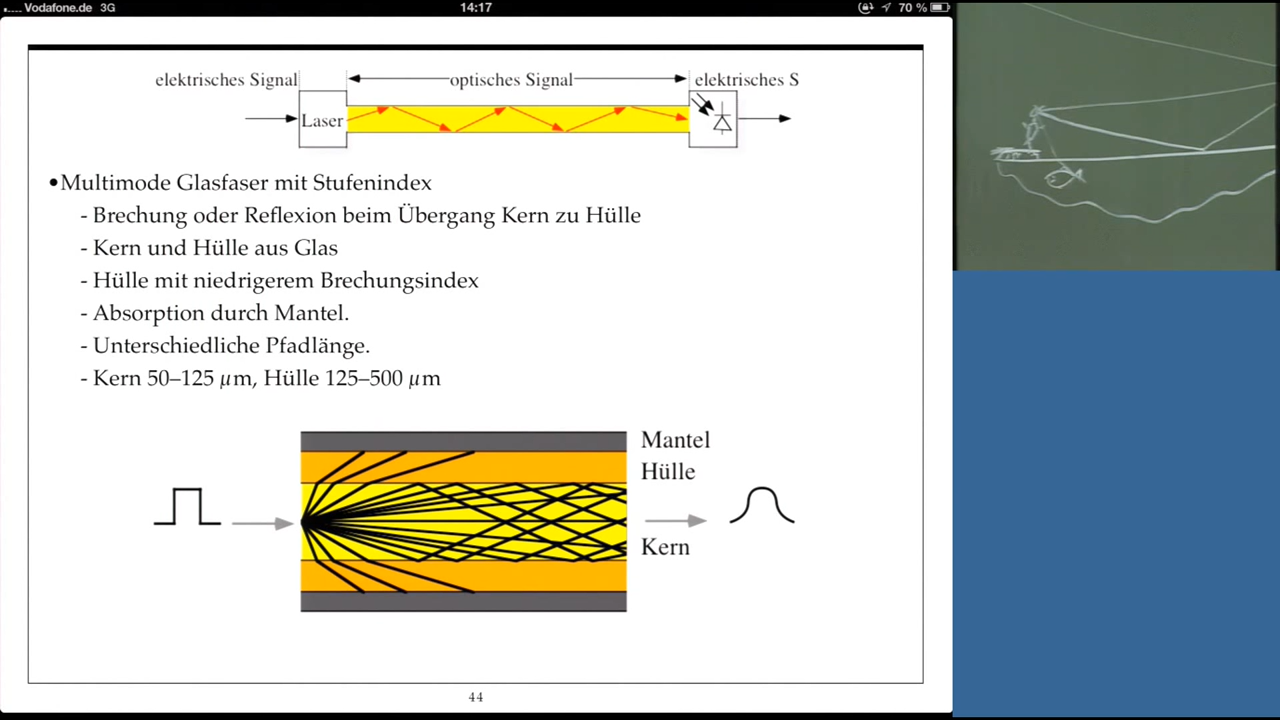 Vodafone.de 3G 14:17 70 %
elektrisches Signal optisches Signal elektrisches S
Laser
•Multimode Glasfaser mit Stufenindex
- Brechung oder Reflexion beim Übergang Kern zu Hülle
- Kern und Hülle aus Glas
- Hülle mit niedrigerem Brechungsindex
- Absorption durch Mantel.
- Unterschiedliche Pfadlänge.
- Kern 50–125 µm, Hülle 125–500 µm
Mantel
Hülle
Kern
44